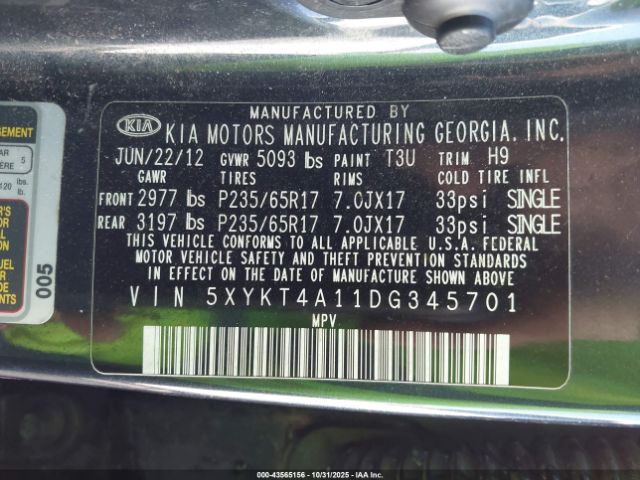 MANUFACTURED BY
KIA KIA MOTORS MANUFACTURING GEORGIA, INC.
JUN/22/12 GVWR 5093 lbs PAINT T3U TRIM H9
GAWR TIRES RIMS COLD TIRE INFL
FRONT 2977 lbs P235/65R17 7.0JX17 33psi SINGLE
REAR 3197 lbs P235/65R17 7.0JX17 33psi SINGLE
THIS VEHICLE CONFORMS TO ALL APPLICABLE U.S.A. FEDERAL
MOTOR VEHICLE SAFETY AND THEFT PREVENTION STANDARDS
IN EFFECT ON THE DATE OF MANUFACTURE SHOWN ABOVE
VIN 5XYKT4A11DG345701
MPV
005
000-43565156 - 10/31/2025 - IAA Inc.